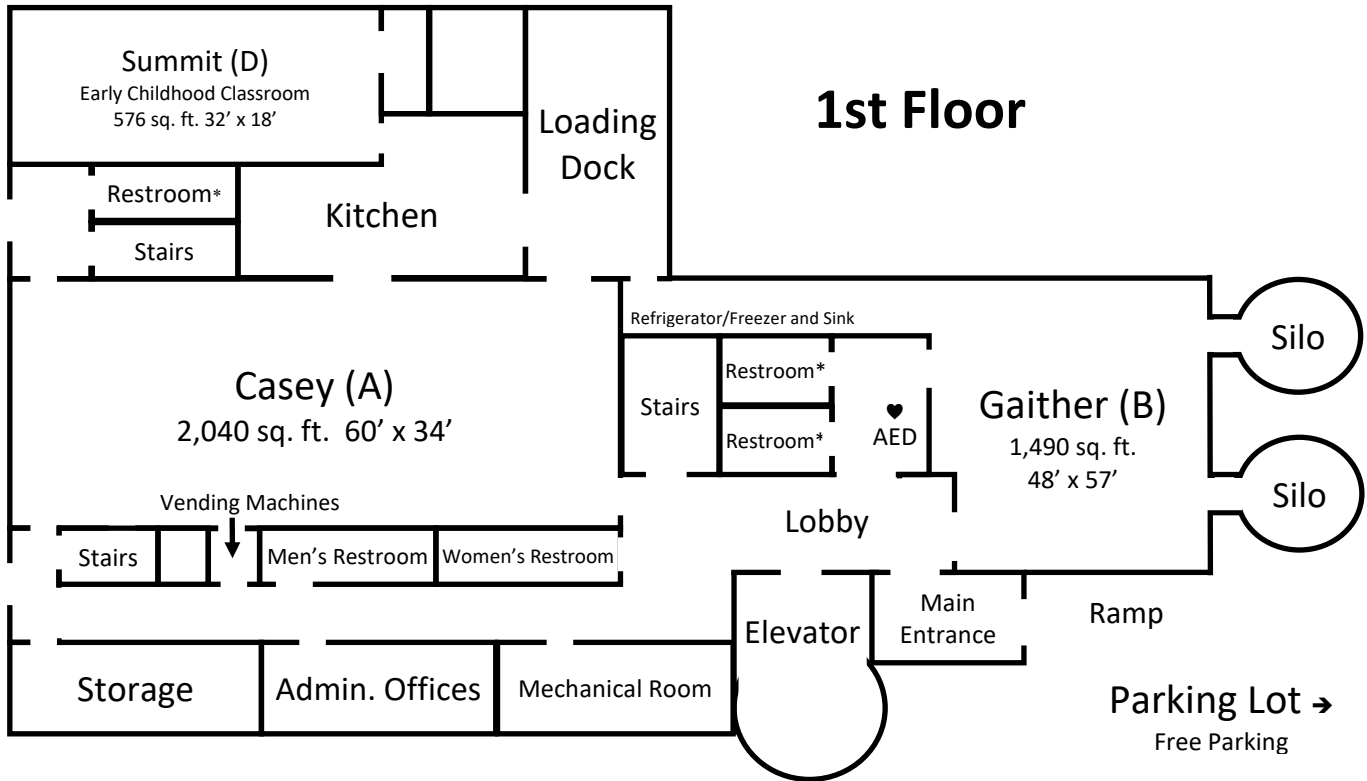 1st Floor
Summit (D)
Early Childhood Classroom
576 sq. ft. 32’ x 18’
Loading
Dock
Restroom*
Kitchen
Stairs
Refrigerator/Freezer and Sink
Silo
Casey (A)
2,040 sq. ft. 60’ x 34’
Restroom*
Stairs
Restroom*
AED
Gaither (B)
1,490 sq. ft.
48’ x 57’
Silo
Vending Machines
Lobby
Stairs
Men’s Restroom
Women’s Restroom
Main
Entrance
Ramp
Elevator
Storage
Admin. Offices
Mechanical Room
Parking Lot ➔
Free Parking